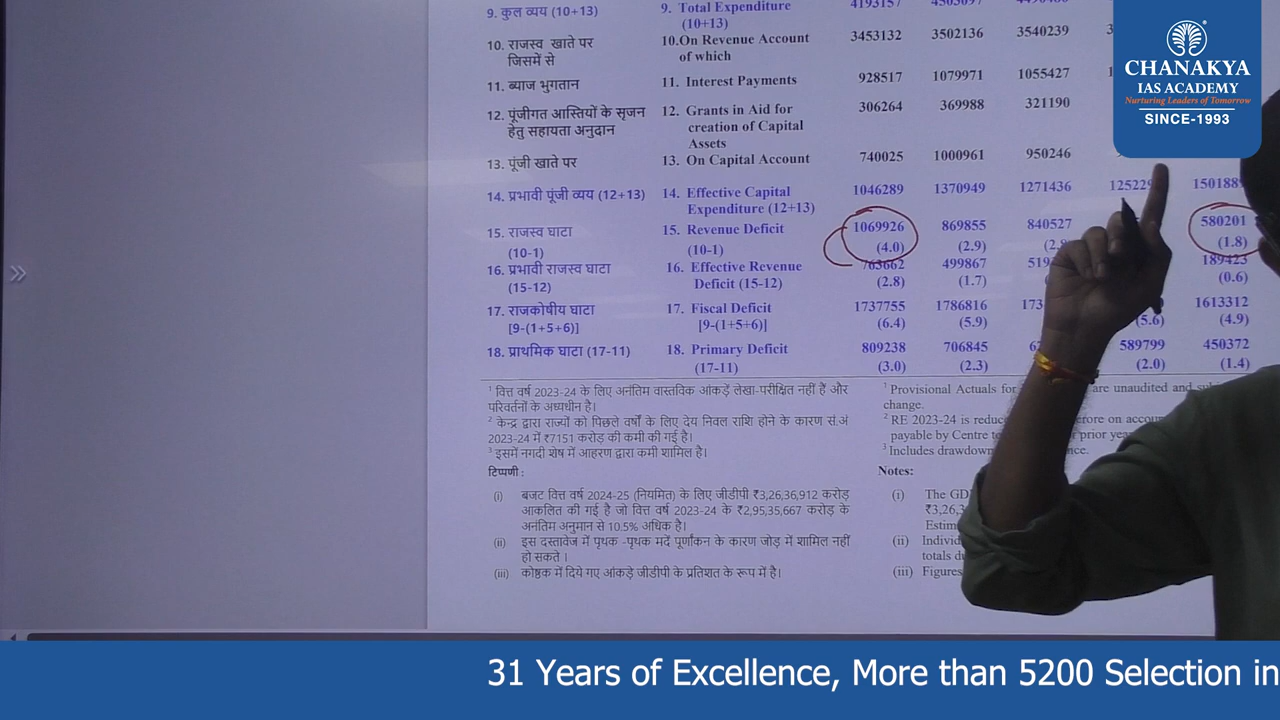 9. कुल व्यय (10+13) 9. Total Expenditure 4193157 4503097
(10+13)
10. राजस्व खाते पर 10.On Revenue Account 3453132 3502136 3540239
जिसमें से of which
11. ब्याज भुगतान 11. Interest Payments 928517 1079971 1055427
12. पूंजीगत आस्तियों के सृजन 12. Grants in Aid for 306264 369988 321190
हेतु सहायता अनुदान creation of Capital
Assets
13. पूंजी खाते पर 13. On Capital Account 740025 1000961 950246
14. प्रभावी पूंजी व्यय (12+13) 14. Effective Capital 1046289 1370949 1271436
Expenditure (12+13)
15. राजस्व घाटा 15. Revenue Deficit 1069926 869855 840527 580201
(10-1) (10-1) (4.0) (2.9) (1.8)
16. प्रभावी राजस्व घाटा 16. Effective Revenue 763662 499867 189423
(15-12) Deficit (15-12) (2.8) (1.7) (0.6)
17. राजकोषीय घाटा 17. Fiscal Deficit 1737755 1786816 1613312
[9-(1+5+6)] [9-(1+5+6)] (6.4) (5.9) (5.6) (4.9)
18. प्राथमिक घाटा (17-11) 18. Primary Deficit 809238 706845 589799 450372
(17-11) (3.0) (2.3) (2.0) (1.4)
1 वित्त वर्ष 2023-24 के लिए अनंतिम वास्तविक आंकड़ें लेखा-परीक्षित नहीं हैं और
परिवर्तनों के अध्यधीन है।
2 केन्द्र द्वारा राज्यों को पिछले वर्षों के लिए देय निवल राशि होने के कारण सं.अं
2023-24 में ₹7151 करोड़ की कमी की गई है।
3 इसमें नगदी शेष में आहरण द्वारा कमी शामिल है।
टिप्पणी :
(i) बजट वित्त वर्ष 2024-25 (नियमित) के लिए जीडीपी ₹3,26,36,912 करोड़
आकलित की गई है जो वित्त वर्ष 2023-24 के ₹2,95,35,667 करोड़ के
अनंतिम अनुमान से 10.5% अधिक है।
(ii) इस दस्तावेज में पृथक -पृथक मदें पूर्णांकन के कारण जोड़ में शामिल नहीं
हो सकते ।
(iii) कोष्ठक में दिये गए आंकड़े जीडीपी के प्रतिशत के रूप में है।
1 Provisional Actuals for are unaudited and
change.
2 RE 2023-24 is on
payable by Centre prior
3 Includes
Notes:
(i) The
(ii)
totals
(iii) Figures
CHANAKYA
IAS ACADEMY
Nurturing Leaders of Tomorrow
SINCE-1993
31 Years of Excellence, More than 5200 Selection in